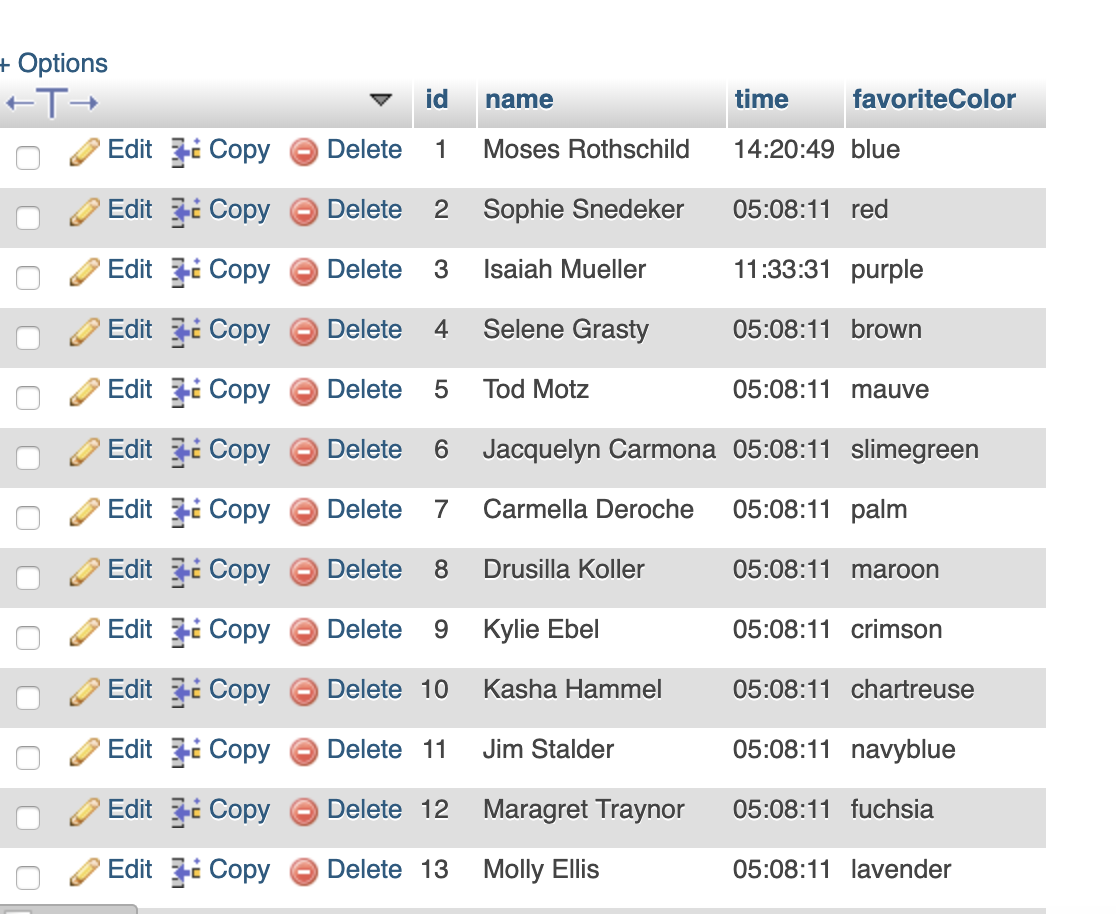 + Options
←T→ id name time favoriteColor
Edit Copy Delete 1 Moses Rothschild 14:20:49 blue
Edit Copy Delete 2 Sophie Snedeker 05:08:11 red
Edit Copy Delete 3 Isaiah Mueller 11:33:31 purple
Edit Copy Delete 4 Selene Grasty 05:08:11 brown
Edit Copy Delete 5 Tod Motz 05:08:11 mauve
Edit Copy Delete 6 Jacquelyn Carmona 05:08:11 slimegreen
Edit Copy Delete 7 Carmella Deroche 05:08:11 palm
Edit Copy Delete 8 Drusilla Koller 05:08:11 maroon
Edit Copy Delete 9 Kylie Ebel 05:08:11 crimson
Edit Copy Delete 10 Kasha Hammel 05:08:11 chartreuse
Edit Copy Delete 11 Jim Stalder 05:08:11 navyblue
Edit Copy Delete 12 Maragret Traynor 05:08:11 fuchsia
Edit Copy Delete 13 Molly Ellis 05:08:11 lavender